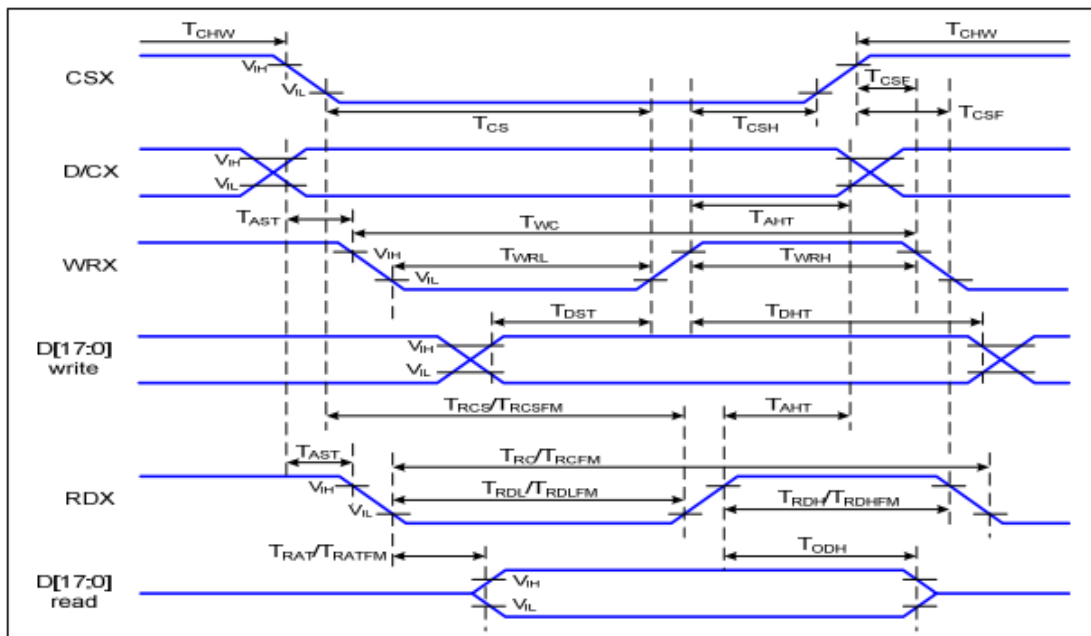 TCHW TCHW
CSX VIH
VIL
TCSF
TCS TCSH TCSF
D/CX VIH
VIL
TAST TWC TAHT
WRX VIH TWRL TWRH
VIL
TDST TDHT
D[17:0] VIH
write VIL
TRCS/TRCSFM TAHT
TAST TRC/TRCFM
RDX VIH TRDL/TRDLFM TRDH/TRDHFM
VIL
TRAT/TRATFM TODH
D[17:0] VIH
read VIL